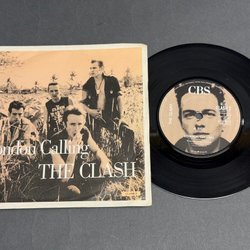 ondon Calling
THE CLASH
CBS